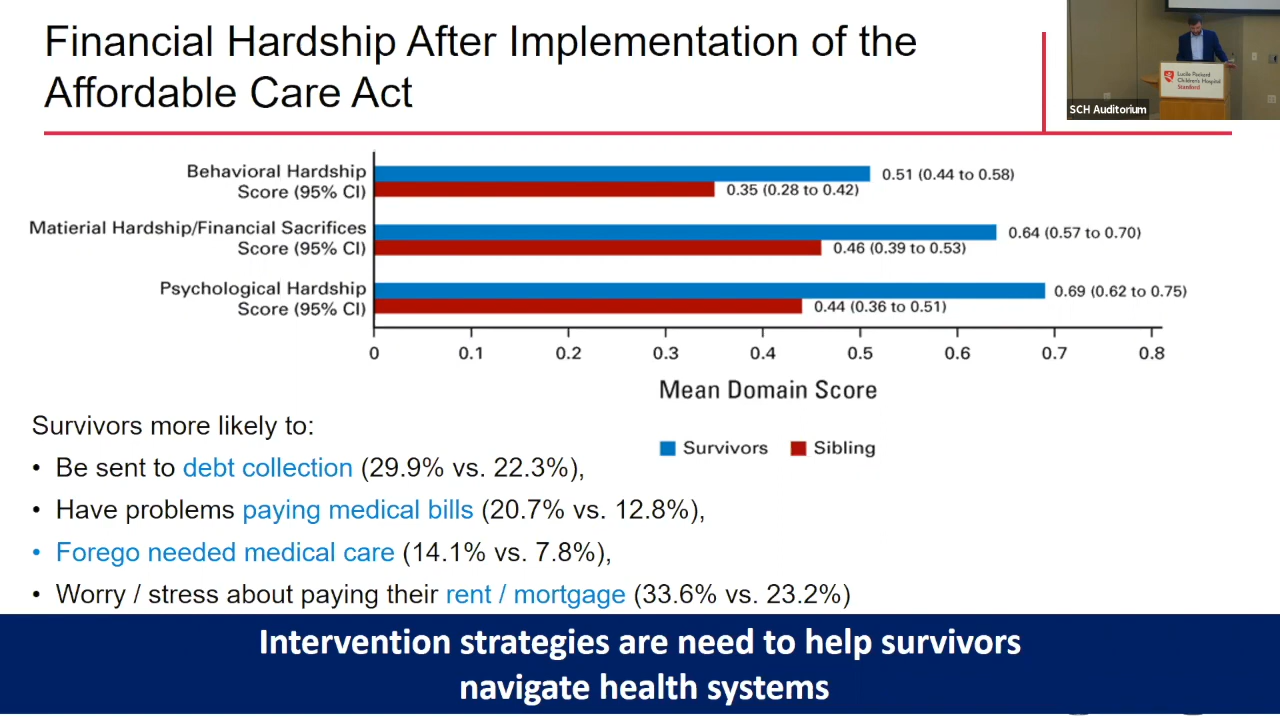 Financial Hardship After Implementation of the
Affordable Care Act
Lucile Packard
Children's Hospital
Stanford
SCH Auditorium
Behavioral Hardship
Score (95% CI)
0.51 (0.44 to 0.58)
0.35 (0.28 to 0.42)
Matierial Hardship/Financial Sacrifices
Score (95% CI)
0.64 (0.57 to 0.70)
0.46 (0.39 to 0.53)
Psychological Hardship
Score (95% CI)
0.69 (0.62 to 0.75)
0.44 (0.36 to 0.51)
0 0.1 0.2 0.3 0.4 0.5 0.6 0.7 0.8
Mean Domain Score
Survivors Sibling
Survivors more likely to:
• Be sent to debt collection (29.9% vs. 22.3%),
• Have problems paying medical bills (20.7% vs. 12.8%),
• Forego needed medical care (14.1% vs. 7.8%),
• Worry / stress about paying their rent / mortgage (33.6% vs. 23.2%)
Intervention strategies are need to help survivors
navigate health systems